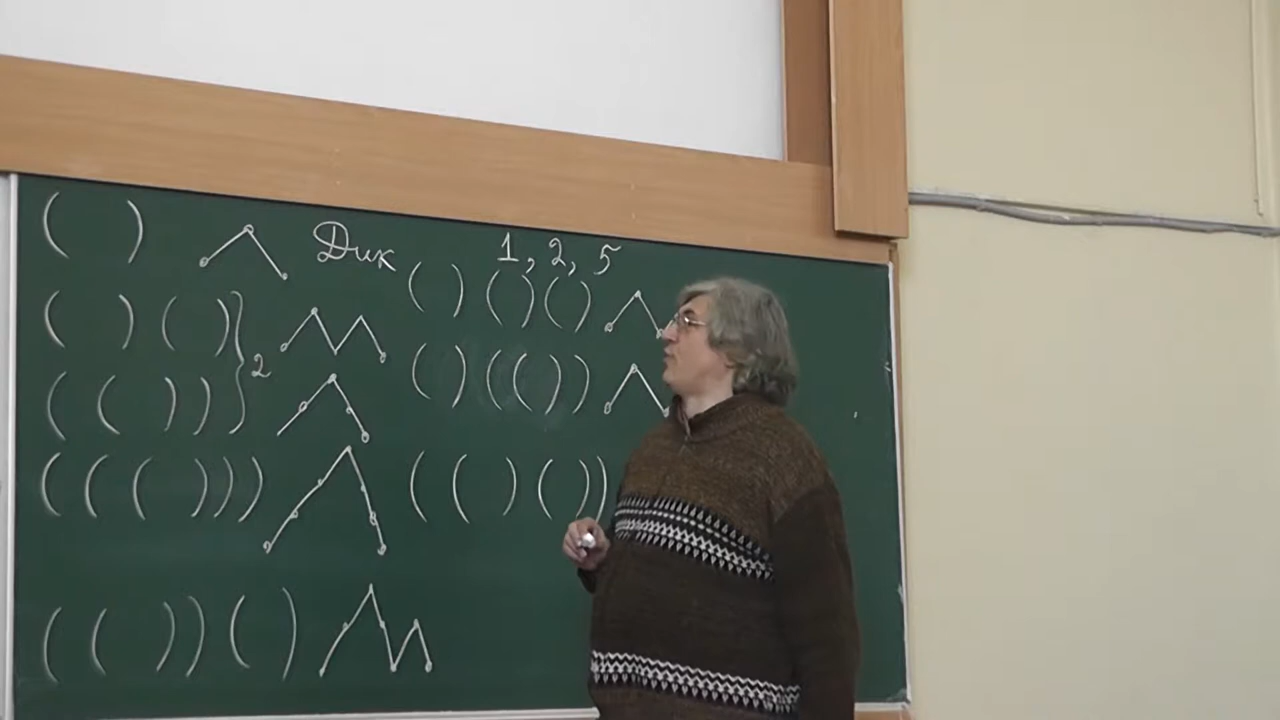 ( )
Дик
1, 2, 5
( ) ( )
2
( ( ) )
( ( ( ) ) )
( ( ) ) ( )
( ) ( ) ( )
( ) ( ( ) )
( ( ) ( ) )